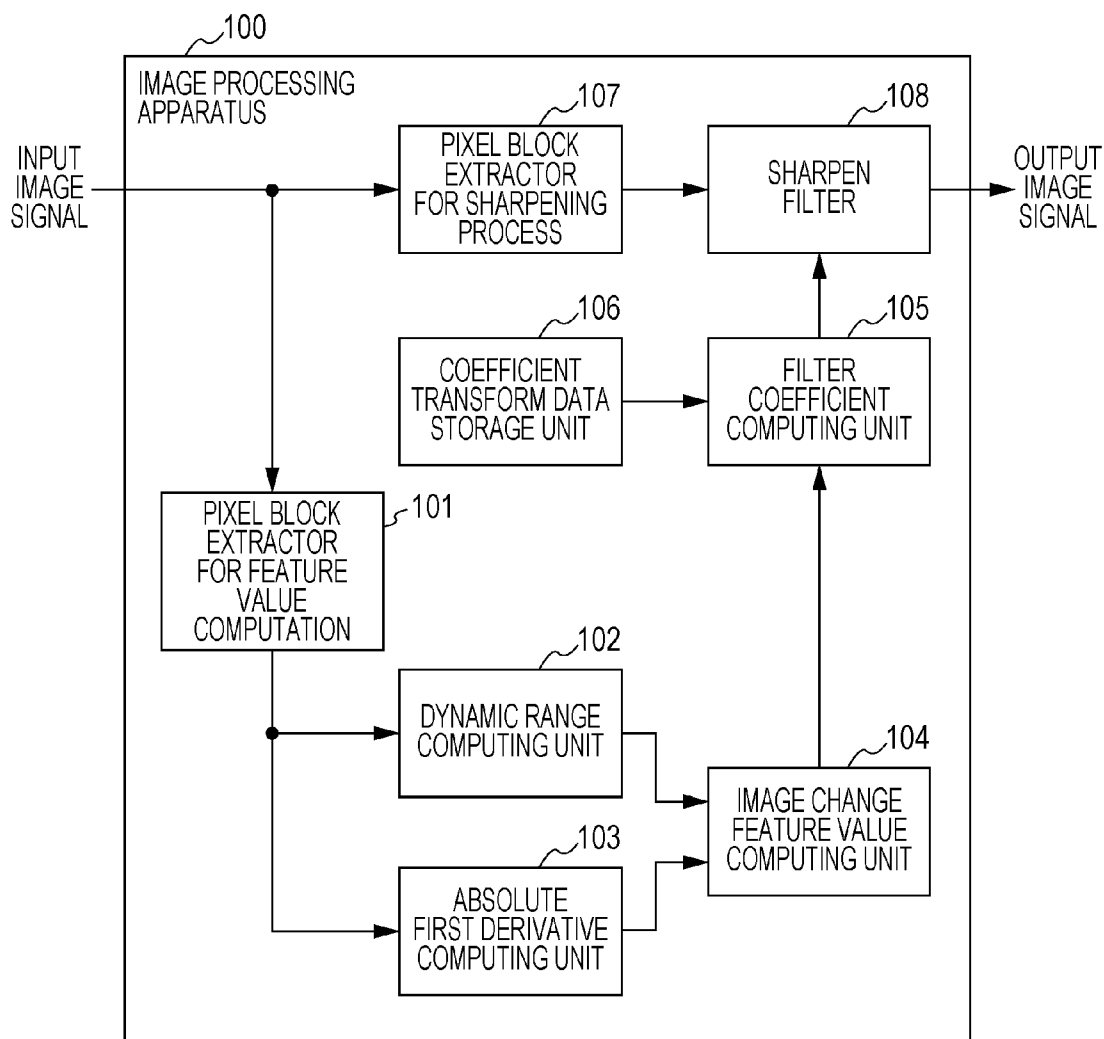 100
IMAGE PROCESSING
APPARATUS
INPUT
IMAGE
SIGNAL
107
PIXEL BLOCK
EXTRACTOR
FOR SHARPENING
PROCESS
108
SHARPEN
FILTER
OUTPUT
IMAGE
SIGNAL
106
COEFFICIENT
TRANSFORM DATA
STORAGE UNIT
105
FILTER
COEFFICIENT
COMPUTING UNIT
101
PIXEL BLOCK
EXTRACTOR
FOR FEATURE
VALUE
COMPUTATION
102
DYNAMIC RANGE
COMPUTING UNIT
104
IMAGE CHANGE
FEATURE VALUE
COMPUTING UNIT
103
ABSOLUTE
FIRST DERIVATIVE
COMPUTING UNIT